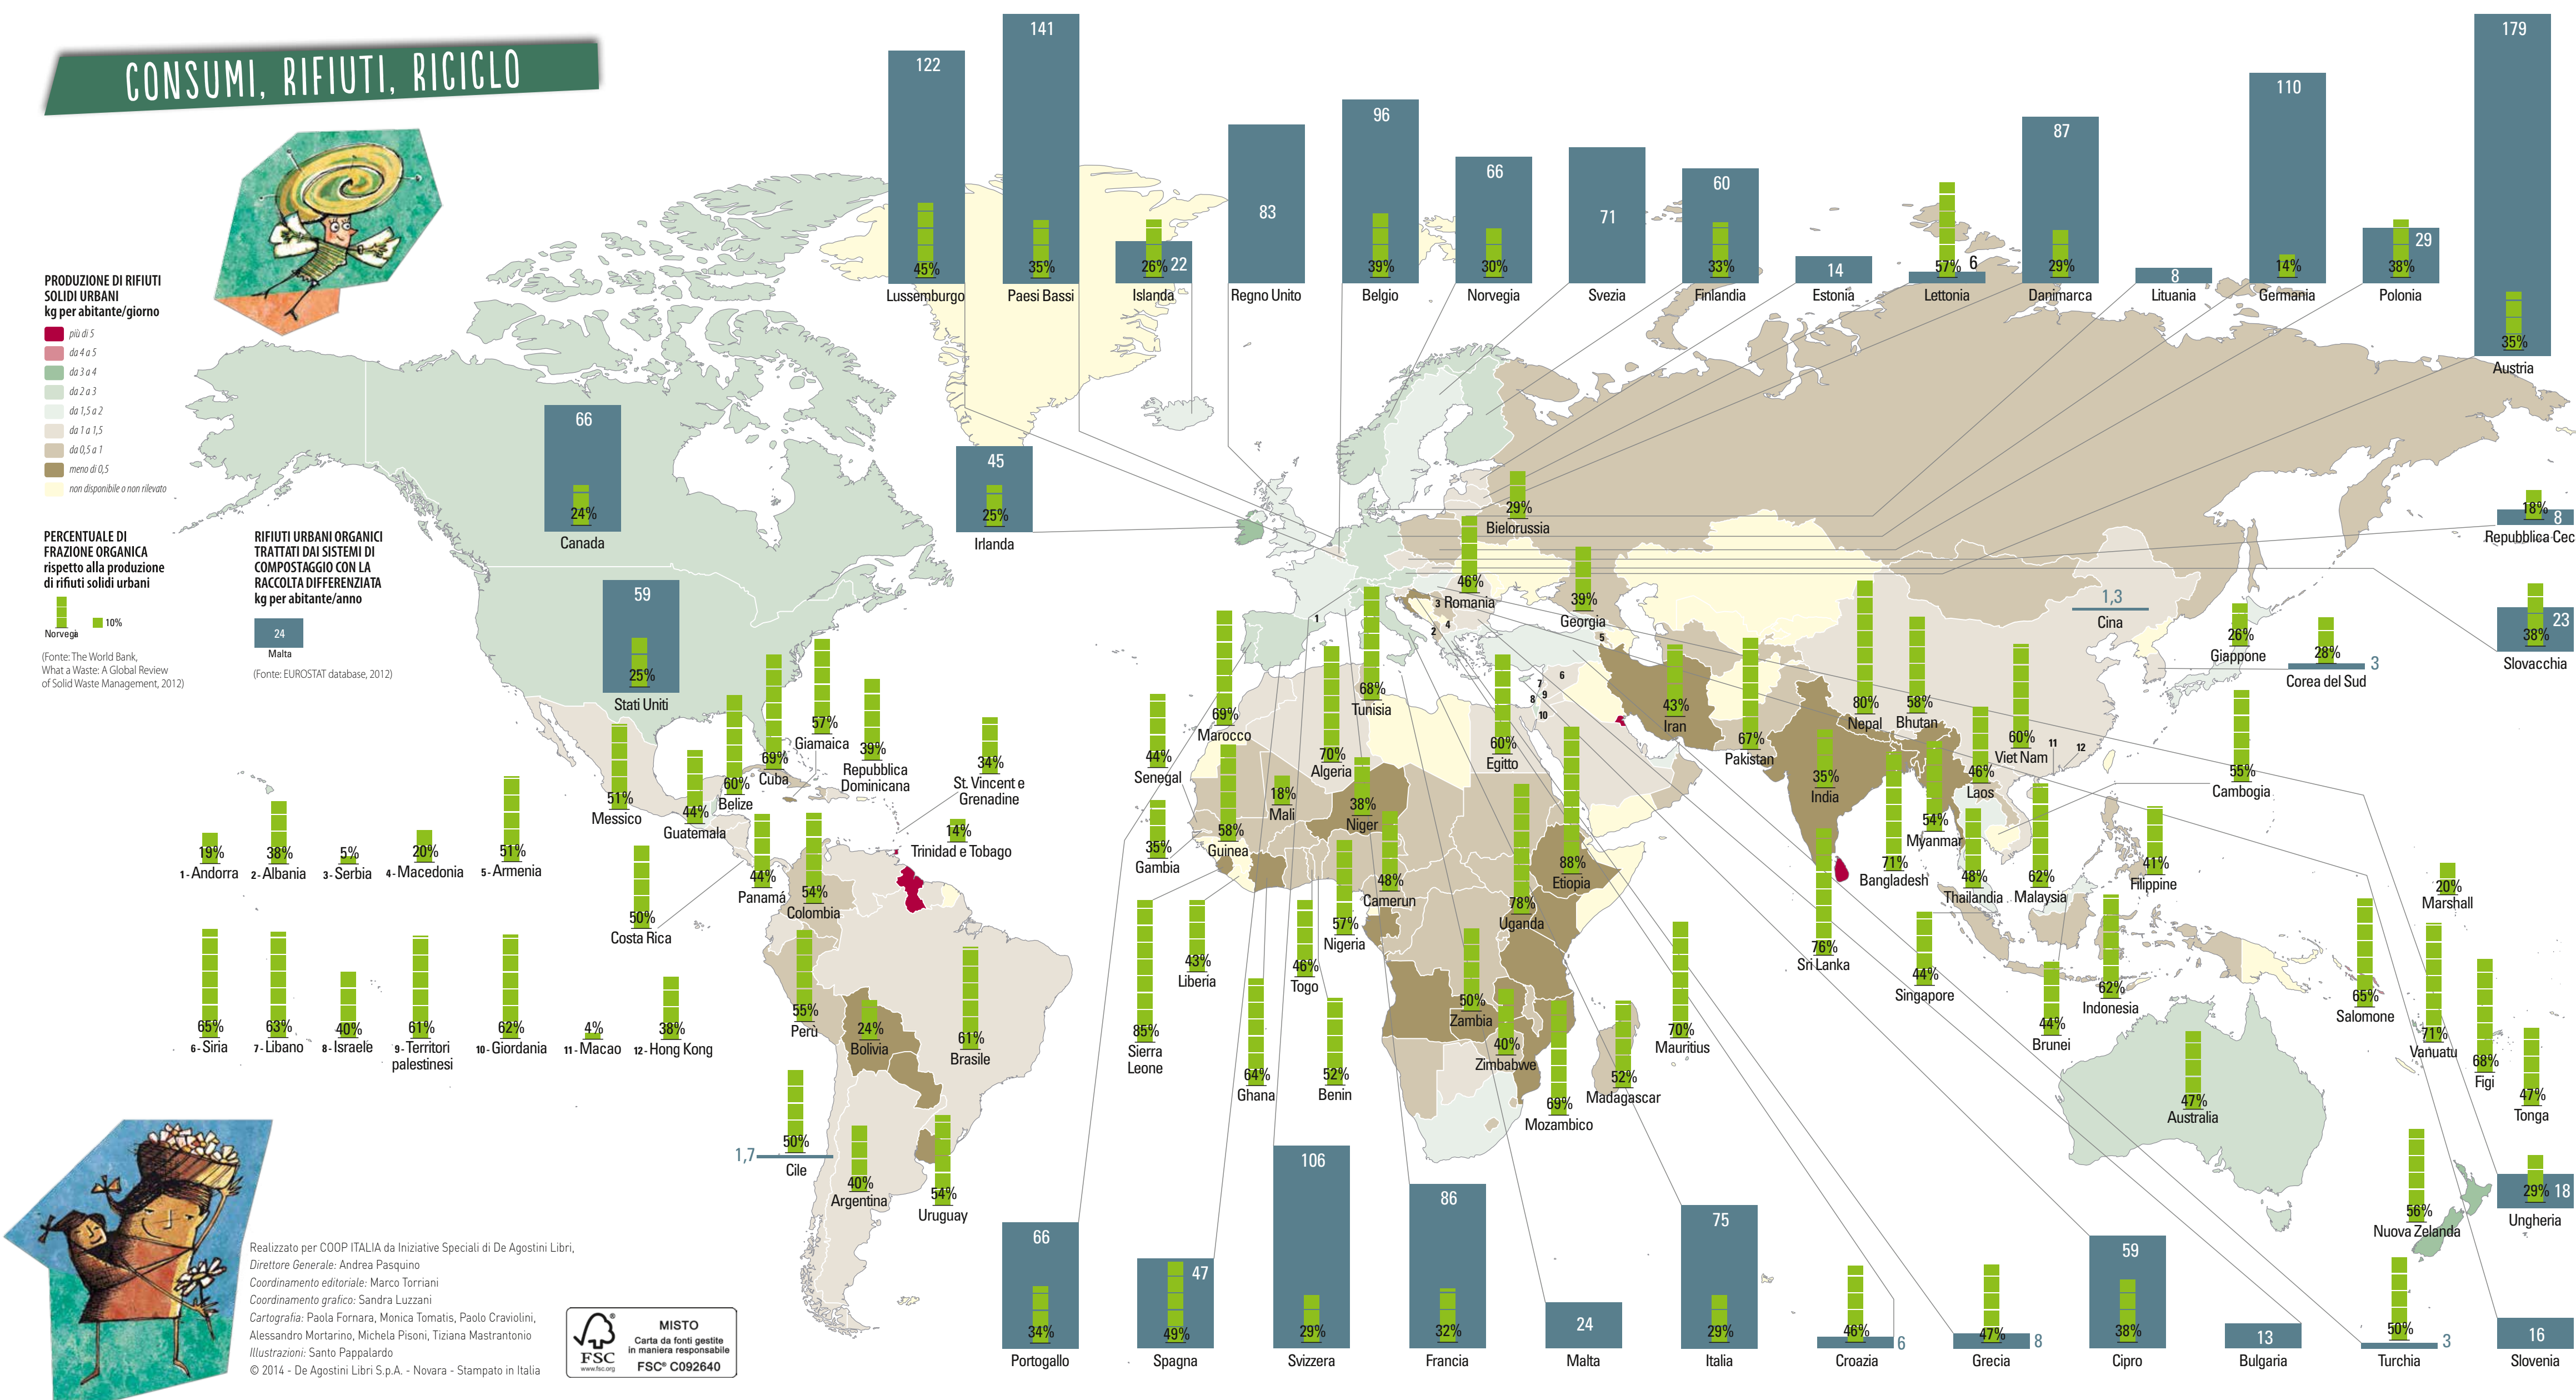 CONSUMI, RIFIUTI, RICICLO
PRODUZIONE DI RIFIUTI
SOLIDI URBANI
kg per abitante/giorno
più di 5
da 4 a 5
da 3 a 4
da 2 a 3
da 1,5 a 2
da 1 a 1,5
da 0,5 a 1
meno di 0,5
non disponibile o non rilevato
PERCENTUALE DI
FRAZIONE ORGANICA
rispetto alla produzione
di rifiuti solidi urbani
10%
Norvegia
(Fonte: The World Bank,
What a Waste: A Global Review
of Solid Waste Management, 2012)
RIFIUTI URBANI ORGANICI
TRATTATI DAI SISTEMI DI
COMPOSTAGGIO CON LA
RACCOLTA DIFFERENZIATA
kg per abitante/anno
24
Malta
(Fonte: EUROSTAT database, 2012)
122
45%
Lussemburgo
141
35%
Paesi Bassi
26% 22
Islanda
83
Regno Unito
96
39%
Belgio
66
30%
Norvegia
71
Svezia
60
33%
Finlandia
14
Estonia
57% 6
Lettonia
87
29%
Danimarca
8
Lituania
110
14%
Germania
29
38%
Polonia
179
35%
Austria
66
24%
Canada
45
25%
Irlanda
59
25%
Stati Uniti
29%
Bielorussia
18% 8
Repubblica Cec
46%
Romania
39%
Georgia
1,3
Cina
26%
Giappone
28% 3
Corea del Sud
23
38%
Slovacchia
1
2
3
4
5
6
7
8
9
10
11
12
51%
Messico
44%
Guatemala
60%
Belize
69%
Cuba
57%
Giamaica
39%
Repubblica
Dominicana
34%
St. Vincent e
Grenadine
14%
Trinidad e Tobago
50%
Costa Rica
44%
Panamá
54%
Colombia
44%
Senegal
69%
Marocco
70%
Algeria
68%
Tunisia
60%
Egitto
43%
Iran
67%
Pakistan
80%
Nepal
58%
Bhutan
35%
India
46%
Laos
60%
Viet Nam
55%
Cambogia
35%
Gambia
58%
Guinea
18%
Mali
38%
Niger
48%
Camerun
57%
Nigeria
88%
Etiopia
78%
Uganda
71%
Bangladesh
54%
Myanmar
48%
Thailandia
62%
Malaysia
41%
Filippine
20%
Marshall
19%
1 - Andorra
38%
2 - Albania
5%
3 - Serbia
20%
4 - Macedonia
51%
5 - Armenia
65%
6 - Siria
63%
7 - Libano
40%
8 - Israele
61%
9 - Territori
palestinesi
62%
10 - Giordania
4%
11 - Macao
38%
12 - Hong Kong
55%
Perù
24%
Bolivia
61%
Brasile
1,7
50%
Cile
40%
Argentina
54%
Uruguay
85%
Sierra
Leone
43%
Liberia
64%
Ghana
46%
Togo
52%
Benin
50%
Zambia
40%
Zimbabwe
69%
Mozambico
52%
Madagascar
70%
Mauritius
76%
Sri Lanka
44%
Singapore
44%
Brunei
62%
Indonesia
65%
Salomone
71%
Vanuatu
68%
Figi
47%
Tonga
47%
Australia
56%
Nuova Zelanda
29% 18
Ungheria
66
34%
Portogallo
47
49%
Spagna
106
29%
Svizzera
86
32%
Francia
24
Malta
75
29%
Italia
46% 6
Croazia
47% 8
Grecia
59
38%
Cipro
13
Bulgaria
50% 3
Turchia
16
Slovenia
Realizzato per COOP ITALIA da Iniziative Speciali di De Agostini Libri,
Direttore Generale: Andrea Pasquino
Coordinamento editoriale: Marco Torriani
Coordinamento grafico: Sandra Luzzani
Cartografia: Paola Fornara, Monica Tomatis, Paolo Craviolini,
Alessandro Mortarino, Michela Pisoni, Tiziana Mastrantonio
Illustrazioni: Santo Pappalardo
© 2014 - De Agostini Libri S.p.A. - Novara - Stampato in Italia
FSC
www.fsc.org
MISTO
Carta da fonti gestite
in maniera responsabile
FSC® C092640